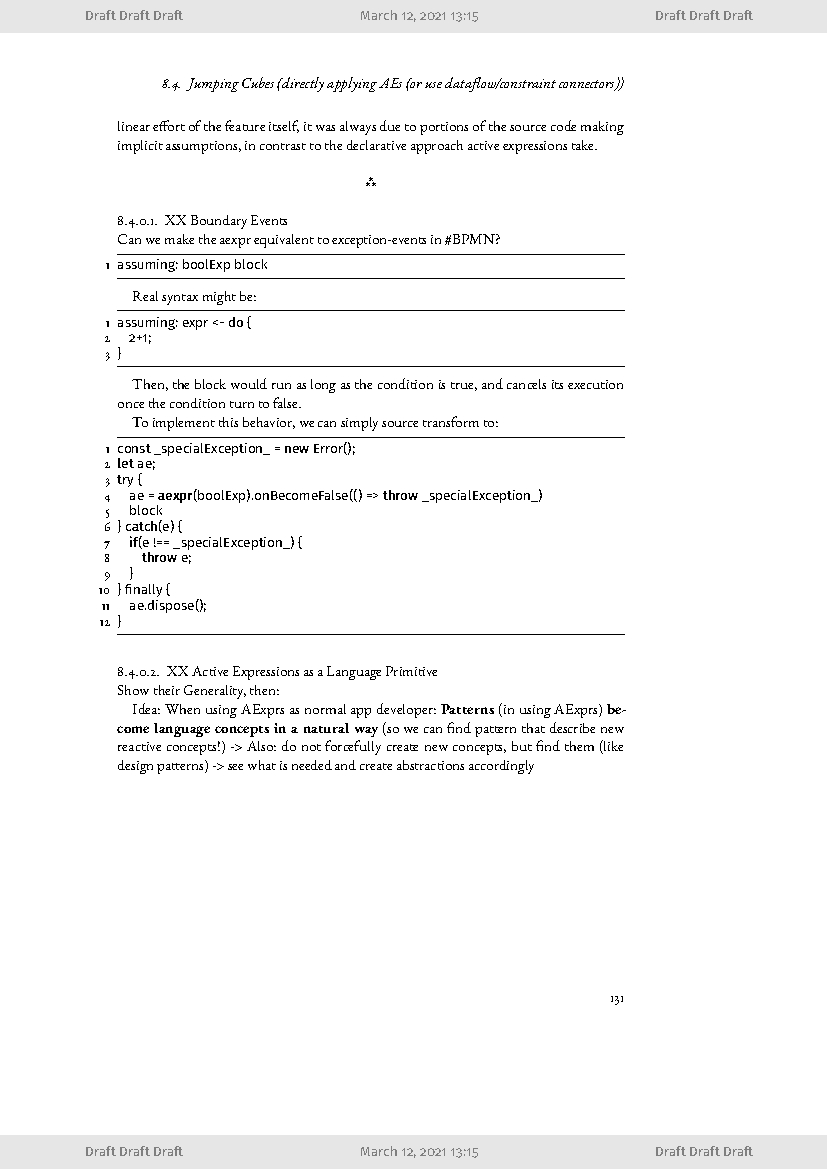 Draft Draft Draft March 12, 2021 13:15 Draft Draft Draft
8.4. Jumping Cubes (directly applying AEs (or use dataflow/constraint connectors))
linear effort of the feature itself, it was always due to portions of the source code making
implicit assumptions, in contrast to the declarative approach active expressions take.
⁂
8.4.0.1. XX Boundary Events
Can we make the aexpr equivalent to exception-events in #BPMN?
1 assuming: boolExp block
Real syntax might be:
1 assuming: expr <- do {
2 2+1;
3 }
Then, the block would run as long as the condition is true, and cancels its execution
once the condition turn to false.
To implement this behavior, we can simply source transform to:
1 const _specialException_ = new Error();
2 let ae;
3 try {
4 ae = aexpr(boolExp).onBecomeFalse(() => throw _specialException_)
5 block
6 } catch(e) {
7 if(e !== _specialException_) {
8 throw e;
9 }
10 } finally {
11 ae.dispose();
12 }
8.4.0.2. XX Active Expressions as a Language Primitive
Show their Generality, then:
Idea: When using AExprs as normal app developer: Patterns (in using AExprs) be-
come language concepts in a natural way (so we can find pattern that describe new
reactive concepts!) -> Also: do not forcefully create new concepts, but find them (like
design patterns) -> see what is needed and create abstractions accordingly
131
Draft Draft Draft March 12, 2021 13:15 Draft Draft Draft